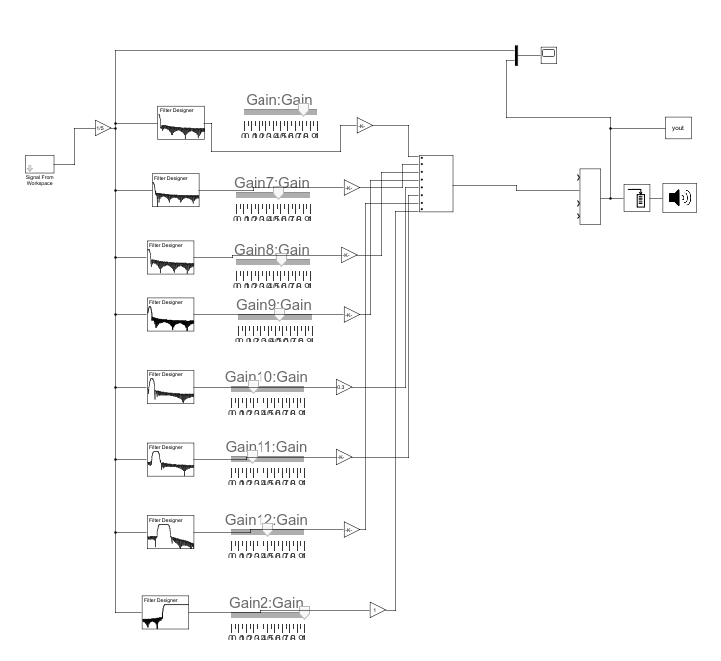 Filter Designer
Gain:Gain
1/5
-K-
yout
Signal From
Workspace
Filter Designer
Gain7:Gain
-K-
Filter Designer
Gain8:Gain
-K-
Filter Designer
Gain9:Gain
-K-
Filter Designer
Gain10:Gain
0.3
Filter Designer
Gain11:Gain
-K-
Filter Designer
Gain12:Gain
-K-
Filter Designer
Gain2:Gain
1